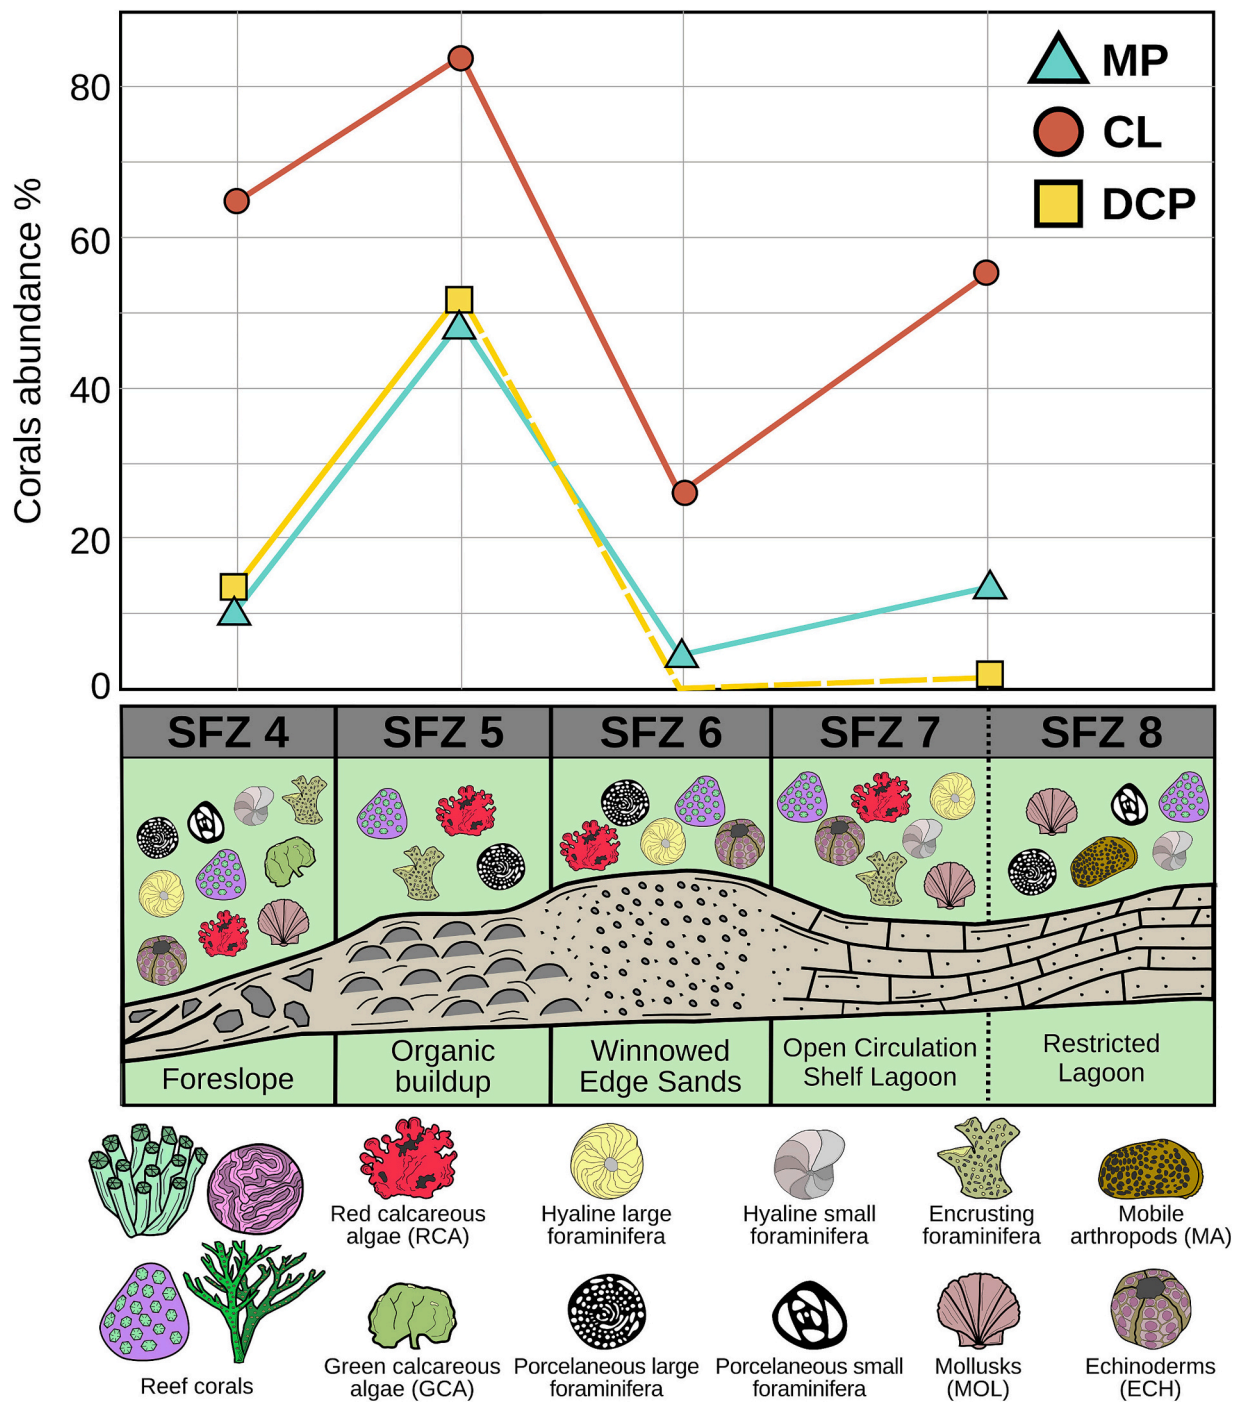 MP
CL
DCP
Corals abundance %
80
60
40
20
0
SFZ 4
SFZ 5
SFZ 6
SFZ 7
SFZ 8
Foreslope
Organic
buildup
Winnowed
Edge Sands
Open Circulation
Shelf Lagoon
Restricted
Lagoon
Red calcareous
algae (RCA)
Hyaline large
foraminifera
Hyaline small
foraminifera
Encrusting
foraminifera
Mobile
arthropods (MA)
Reef corals
Green calcareous
algae (GCA)
Porcelaneous large
foraminifera
Porcelaneous small
foraminifera
Mollusks
(MOL)
Echinoderms
(ECH)